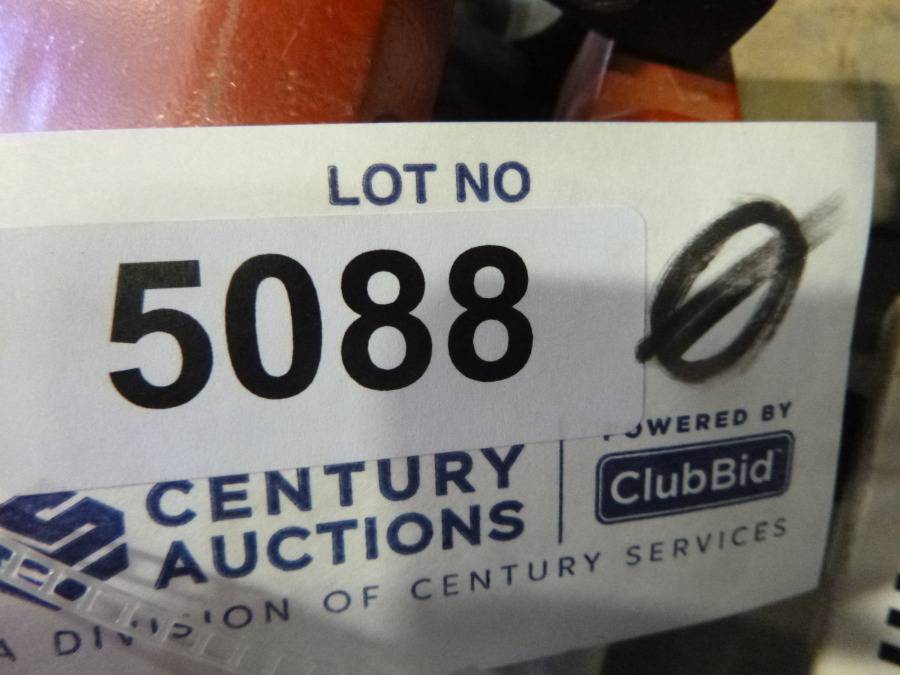 LOT NO
5088 Ø
POWERED BY
ClubBid
CENTURY
AUCTIONS
A DIVISION OF CENTURY SERVICES